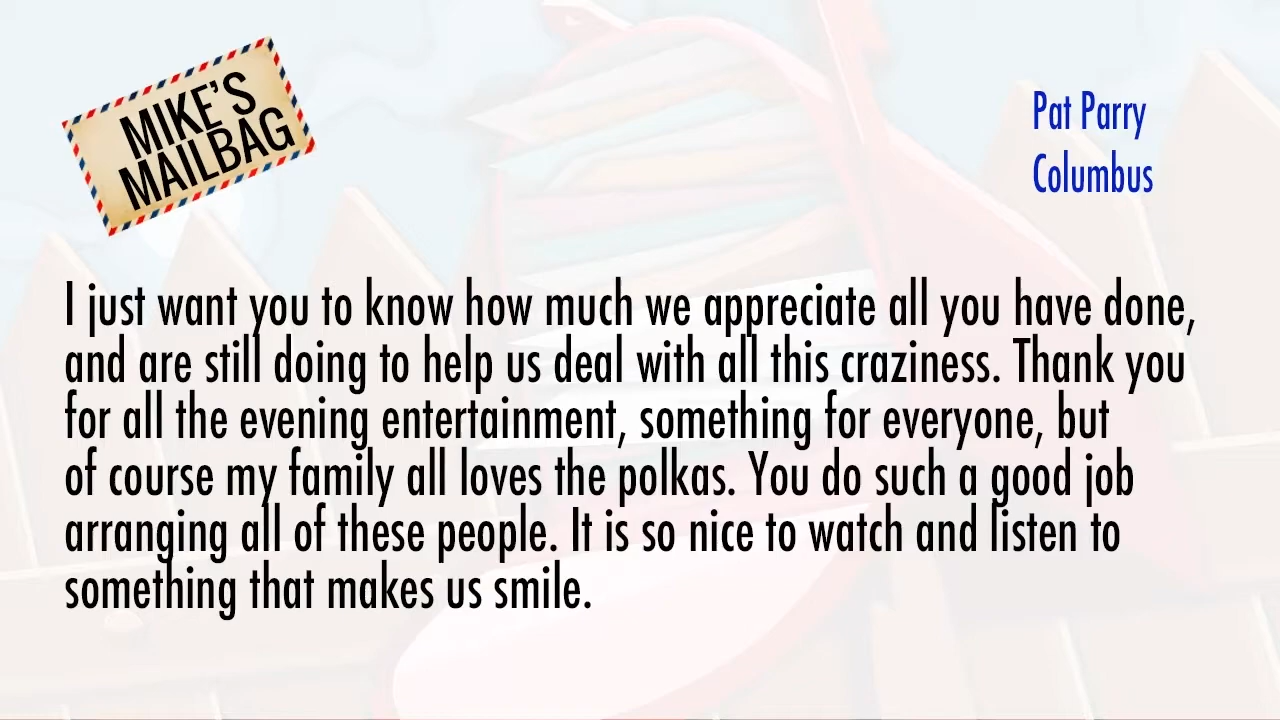 MIKE'S
MAILBAG
Pat Parry
Columbus
I just want you to know how much we appreciate all you have done,
and are still doing to help us deal with all this craziness. Thank you
for all the evening entertainment, something for everyone, but
of course my family all loves the polkas. You do such a good job
arranging all of these people. It is so nice to watch and listen to
something that makes us smile.